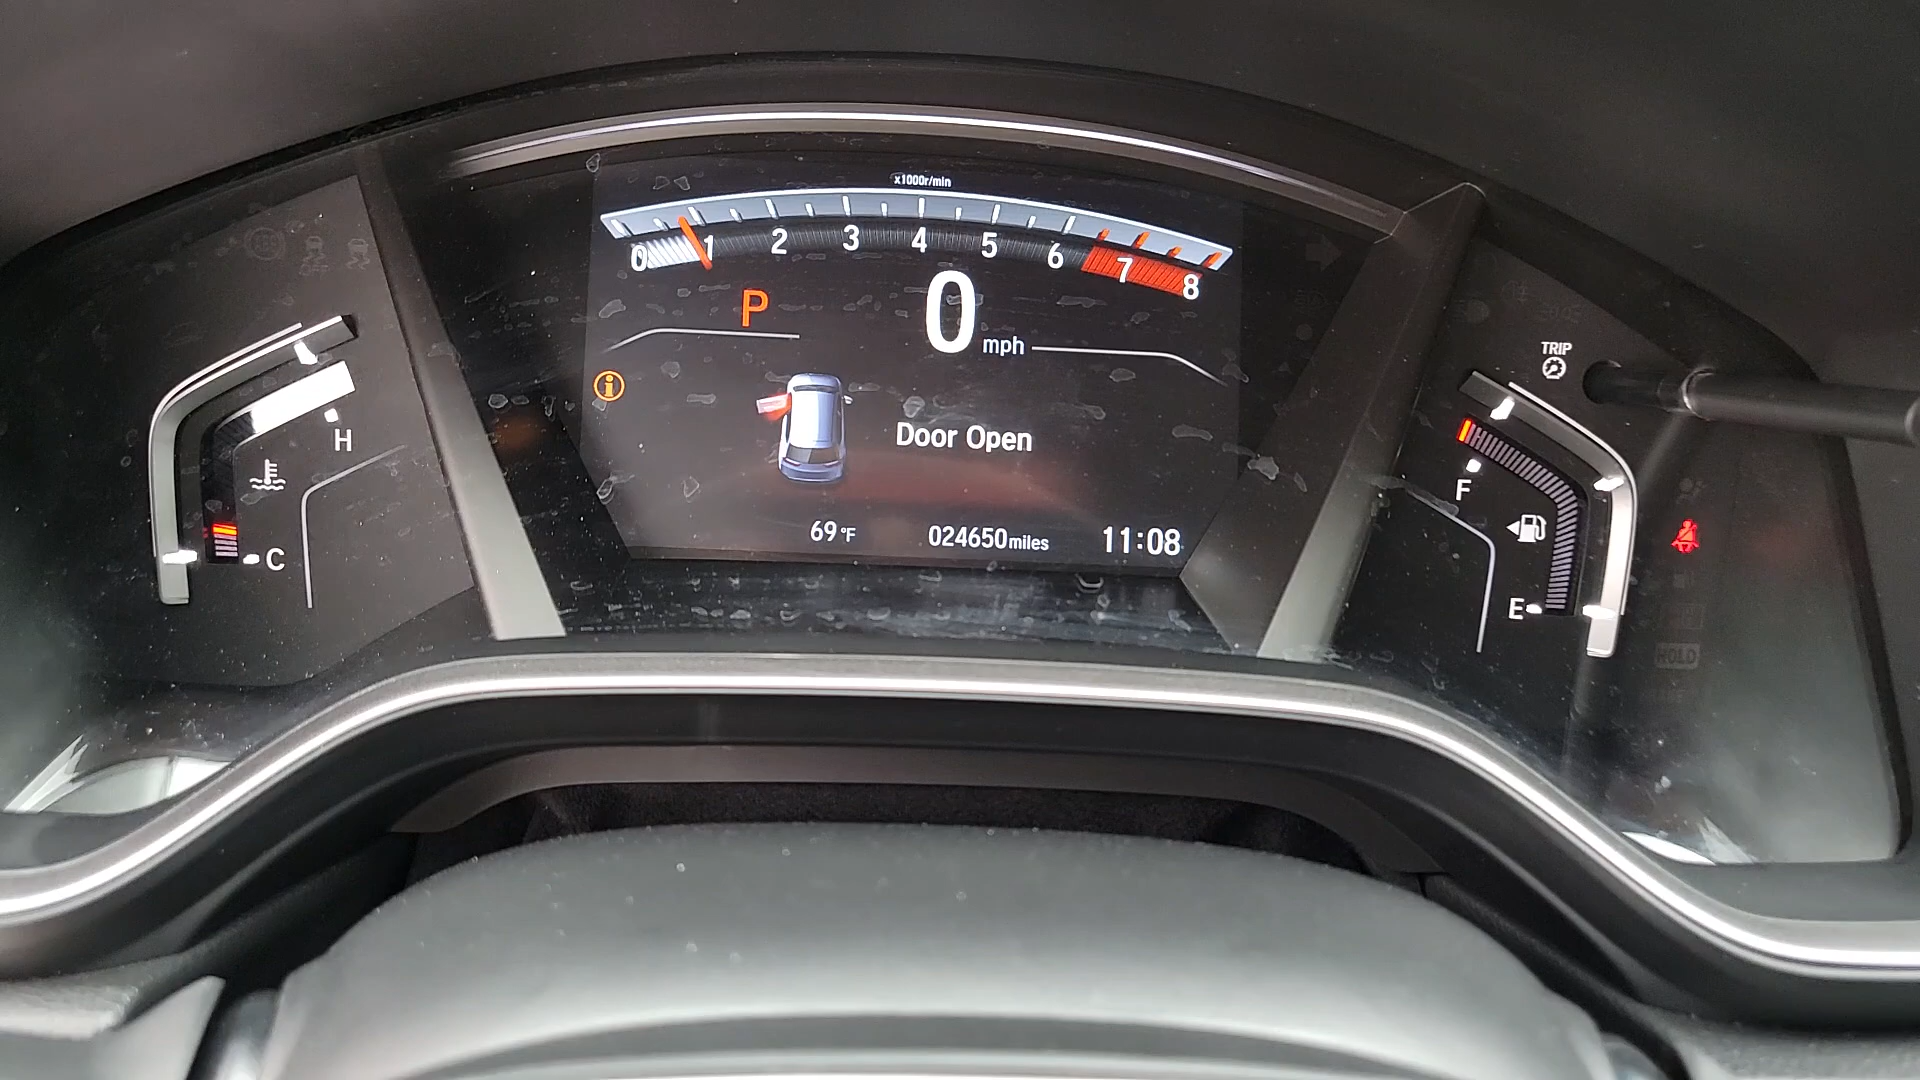 x1000r/min
0 1 2 3 4 5 6 7 8
P
0 mph
H
C
Door Open
69°F
024650miles
11:08
TRIP
F
E
HOLD